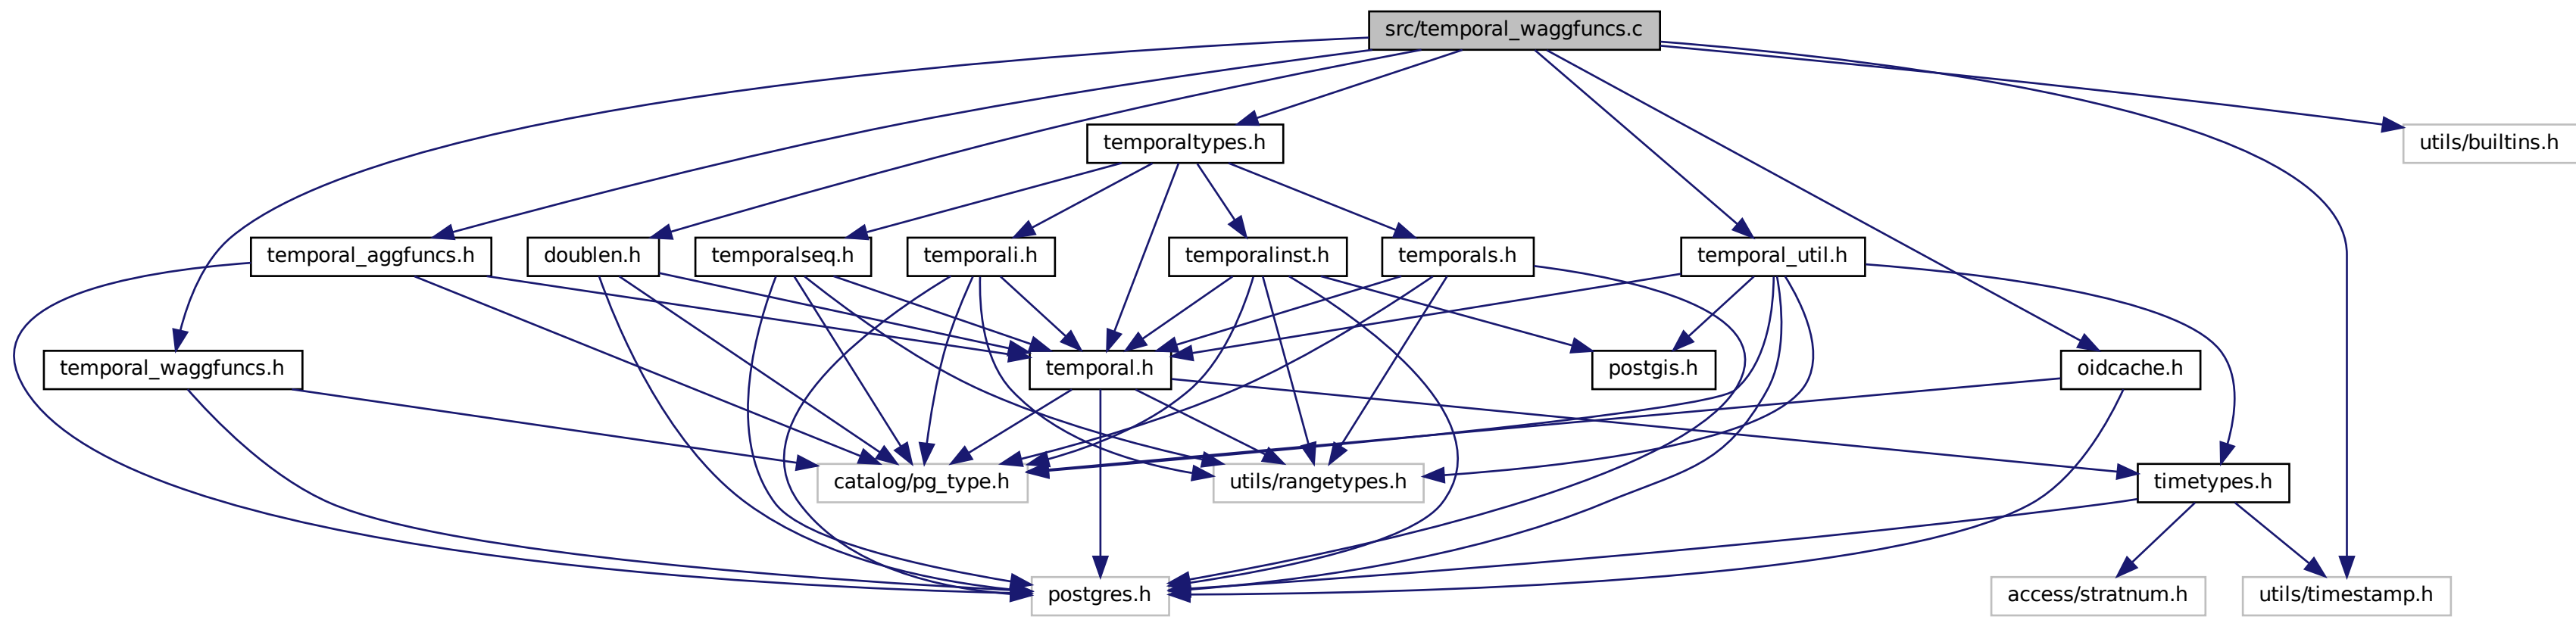 src/temporal_waggfuncs.c
temporaltypes.h
utils/builtins.h
temporal_aggfuncs.h
doublen.h
temporalseq.h
temporali.h
temporalinst.h
temporals.h
temporal_util.h
temporal_waggfuncs.h
temporal.h
postgis.h
oidcache.h
catalog/pg_type.h
utils/rangetypes.h
timetypes.h
postgres.h
access/stratnum.h
utils/timestamp.h